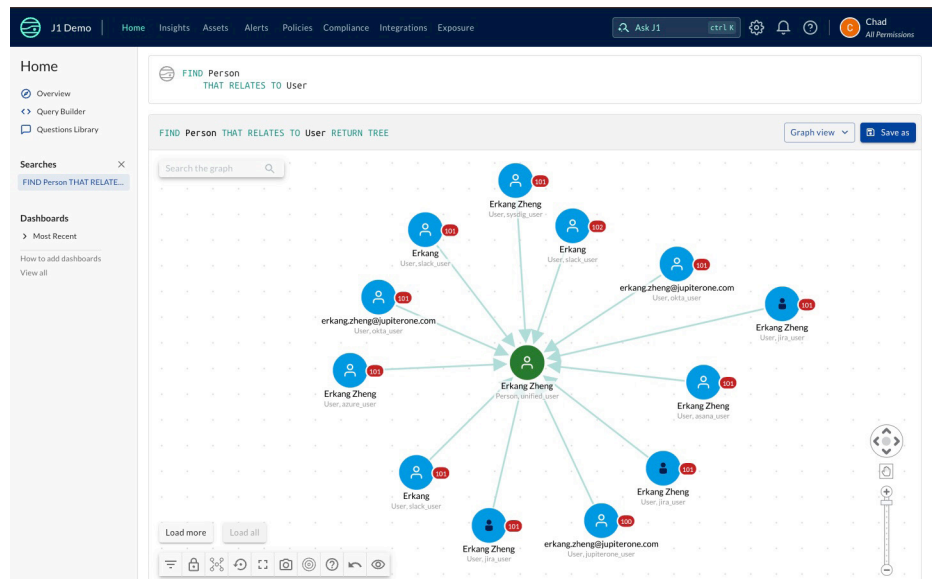 J1 Demo
Home Insights Assets Alerts Policies Compliance Integrations Exposure
Ask J1 ctrl K
C
Chad
All Permissions
Home
Overview
Query Builder
Questions Library
Searches
FIND Person THAT RELATE...
Dashboards
Most Recent
How to add dashboards
View all
FIND Person
THAT RELATES TO User
FIND Person THAT RELATES TO User RETURN TREE
Graph view
Save as
Search the graph
101
Erkang Zheng
User, sysdig_user
101
Erkang
User, slack_user
102
Erkang
User, slack_user
101
erkang.zheng@jupiterone.com
User, okta_user
101
erkang.zheng@jupiterone.com
User, okta_user
101
Erkang Zheng
User, jira_user
101
Erkang Zheng
User, azure_user
Erkang Zheng
Person, unified_user
101
Erkang Zheng
User, asana_user
101
Erkang
User, slack_user
101
Erkang Zheng
User, jira_user
101
Erkang Zheng
User, jira_user
100
erkang.zheng@jupiterone.com
User, jupiterone_user
Load more
Load all